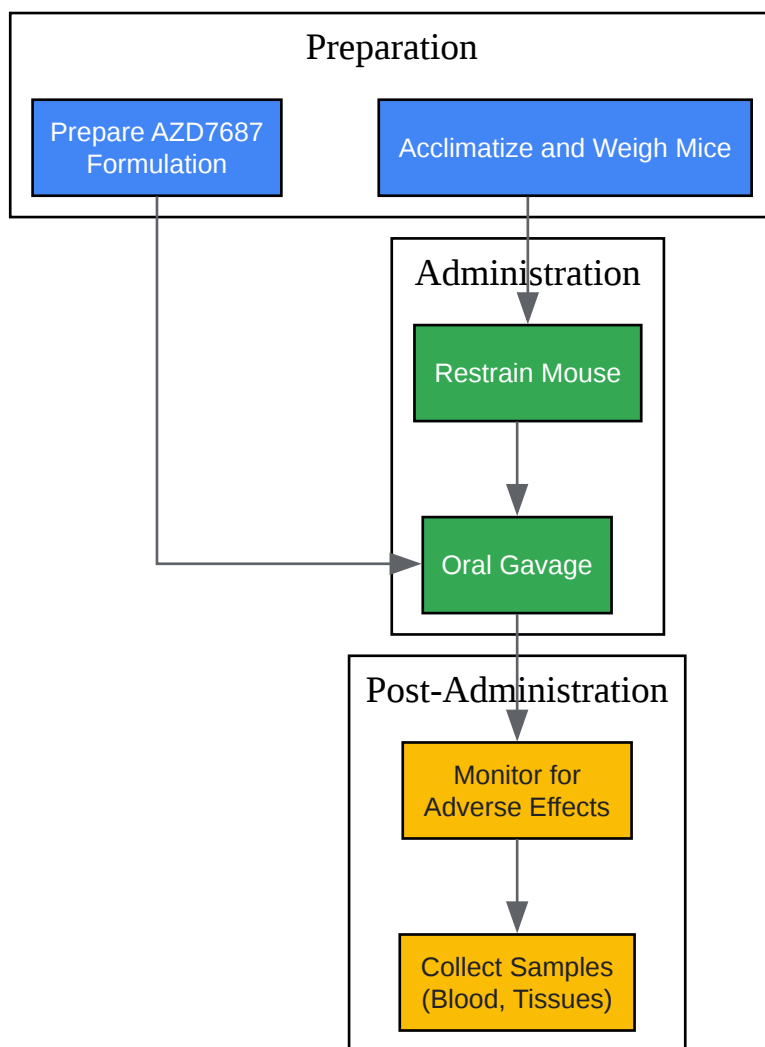 Preparation
Prepare AZD7687
Formulation
Acclimatize and Weigh Mice
Administration
Restrain Mouse
Oral Gavage
Post-Administration
Monitor for
Adverse Effects
Collect Samples
(Blood, Tissues)